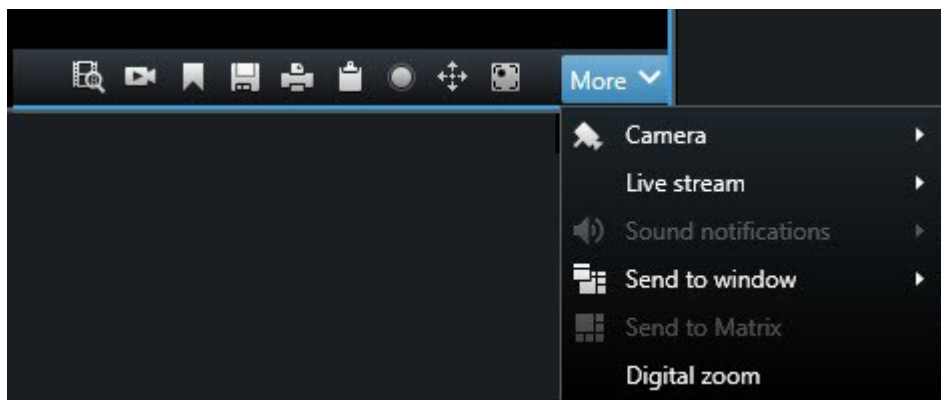 More
Camera
Live stream
Sound notifications
Send to window
Send to Matrix
Digital zoom